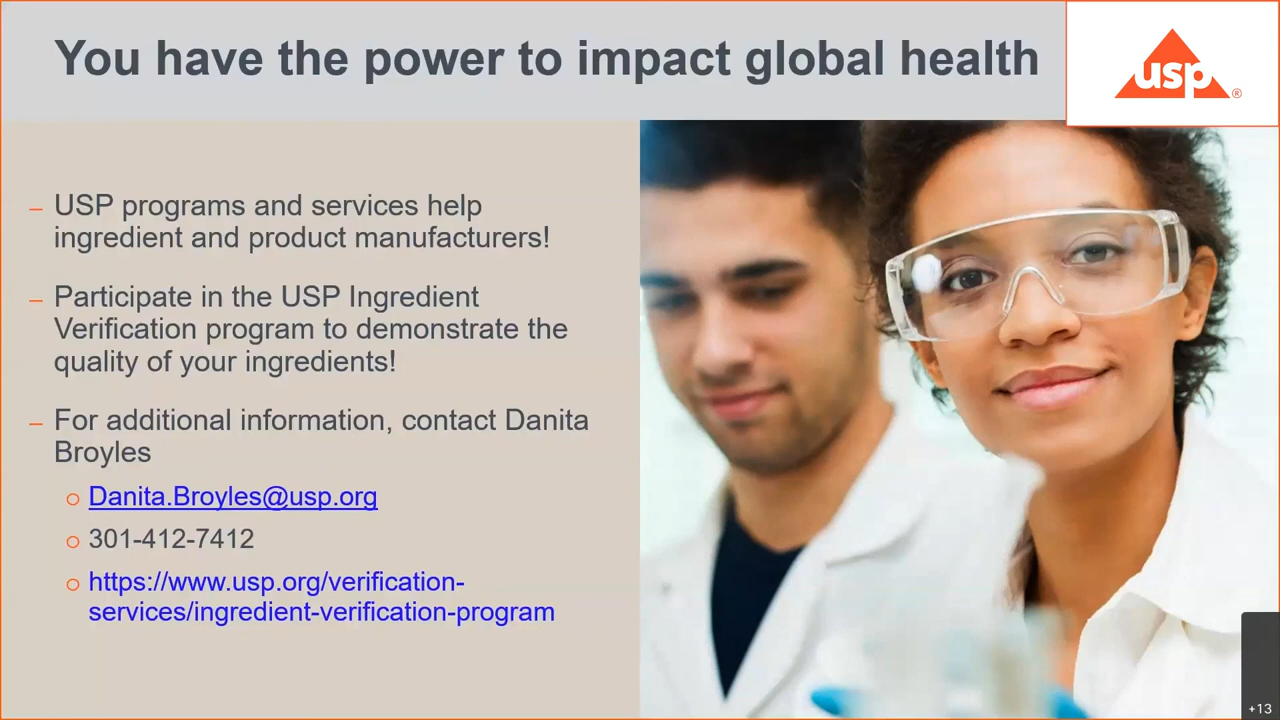 You have the power to impact global health
usp®
– USP programs and services help
ingredient and product manufacturers!
– Participate in the USP Ingredient
Verification program to demonstrate the
quality of your ingredients!
– For additional information, contact Danita
Broyles
○ Danita.Broyles@usp.org
○ 301-412-7412
○ https://www.usp.org/verification-
services/ingredient-verification-program
+13